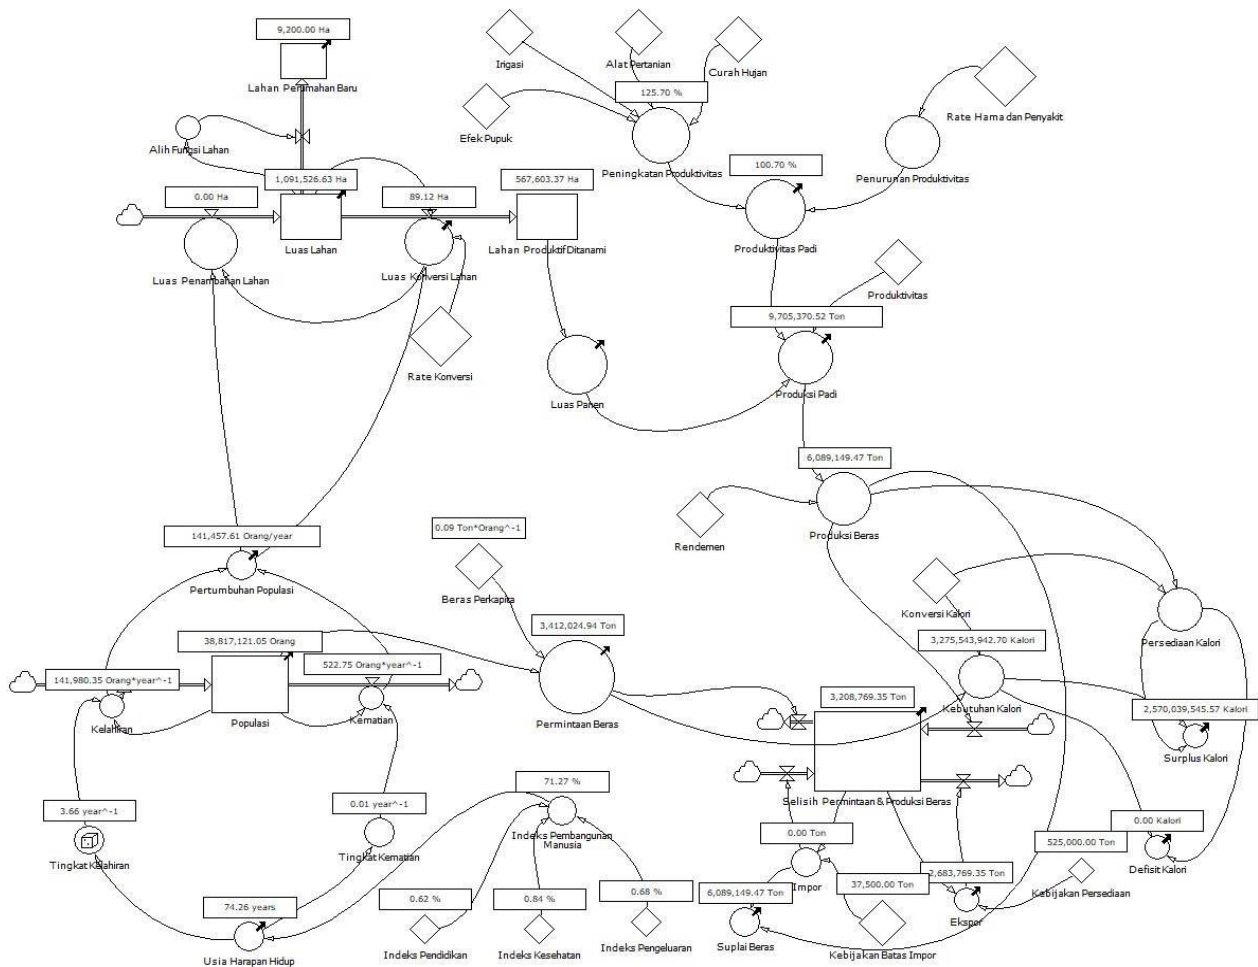 9,200.00 Ha
Lahan Perumahan Baru
Irigasi
Alat Pertanian
Curah Hujan
125.70 %
Efek Pupuk
Rate Hama dan Penyakit
Alih Fungsi Lahan
Peningkatan Produktivitas
100.70 %
Penurunan Produktivitas
0.00 Ha
1,091,526.63 Ha
89.12 Ha
567,603.37 Ha
Luas Lahan
Lahan Produktif Ditanami
Produktivitas Padi
Luas Penambahan Lahan
Luas Konversi Lahan
Produktivitas
9,705,370.52 Ton
Rate Konversi
Luas Panen
Produksi Padi
6,089,149.47 Ton
Rendemen
Produksi Beras
141,457.61 Orang/year
0.09 Ton*Orang^-1
Pertumbuhan Populasi
Beras Perkapita
Konversi Kalori
Persediaan Kalori
38,817,121.05 Orang
3,412,024.94 Ton
3,275,543,942.70 Kalori
141,980.35 Orang*year^-1
522.75 Orang*year^-1
3,208,769.35 Ton
2,570,039,545.57 Kalori
Kelahiran
Populasi
Kematian
Permintaan Beras
Kebutuhan Kalori
Surplus Kalori
71.27 %
Selisih Permintaan & Produksi Beras
3.66 year^-1
0.01 year^-1
Indeks Pembangunan
Manusia
0.00 Ton
0.00 Kalori
525,000.00 Ton
Tingkat Kelahiran
Tingkat Kematian
Impor
2,683,769.35 Ton
Defisit Kalori
Kebijakan Persediaan
74.26 years
0.62 %
0.84 %
0.68 %
6,089,149.47 Ton
37,500.00 Ton
Ekspor
Usia Harapan Hidup
Indeks Pendidikan
Indeks Kesehatan
Indeks Pengeluaran
Suplai Beras
Kebijakan Batas Impor